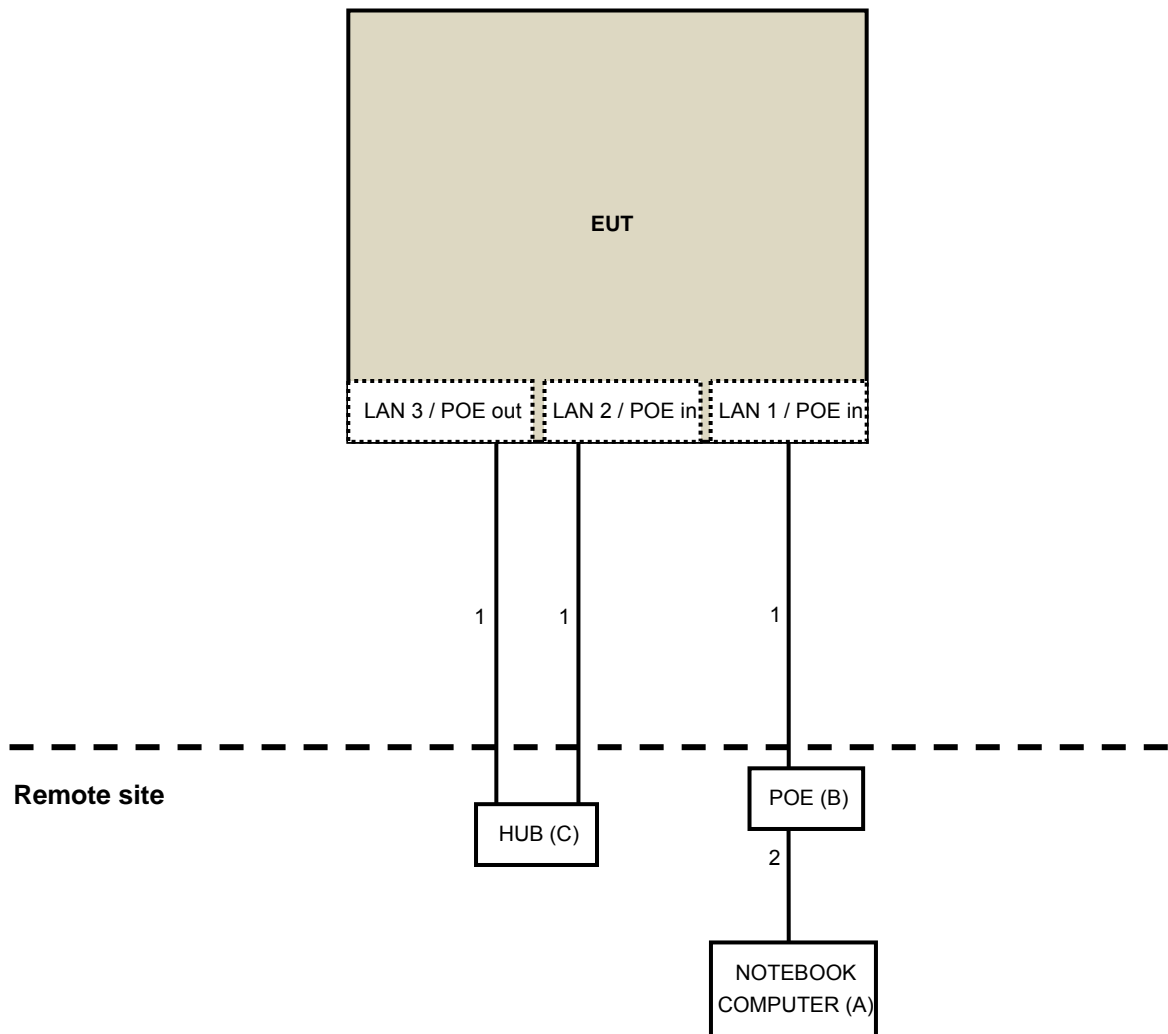 EUT
LAN 3 / POE out
LAN 2 / POE in
LAN 1 / POE in
1
1
1
Remote site
POE (B)
HUB (C)
2
NOTEBOOK
COMPUTER (A)